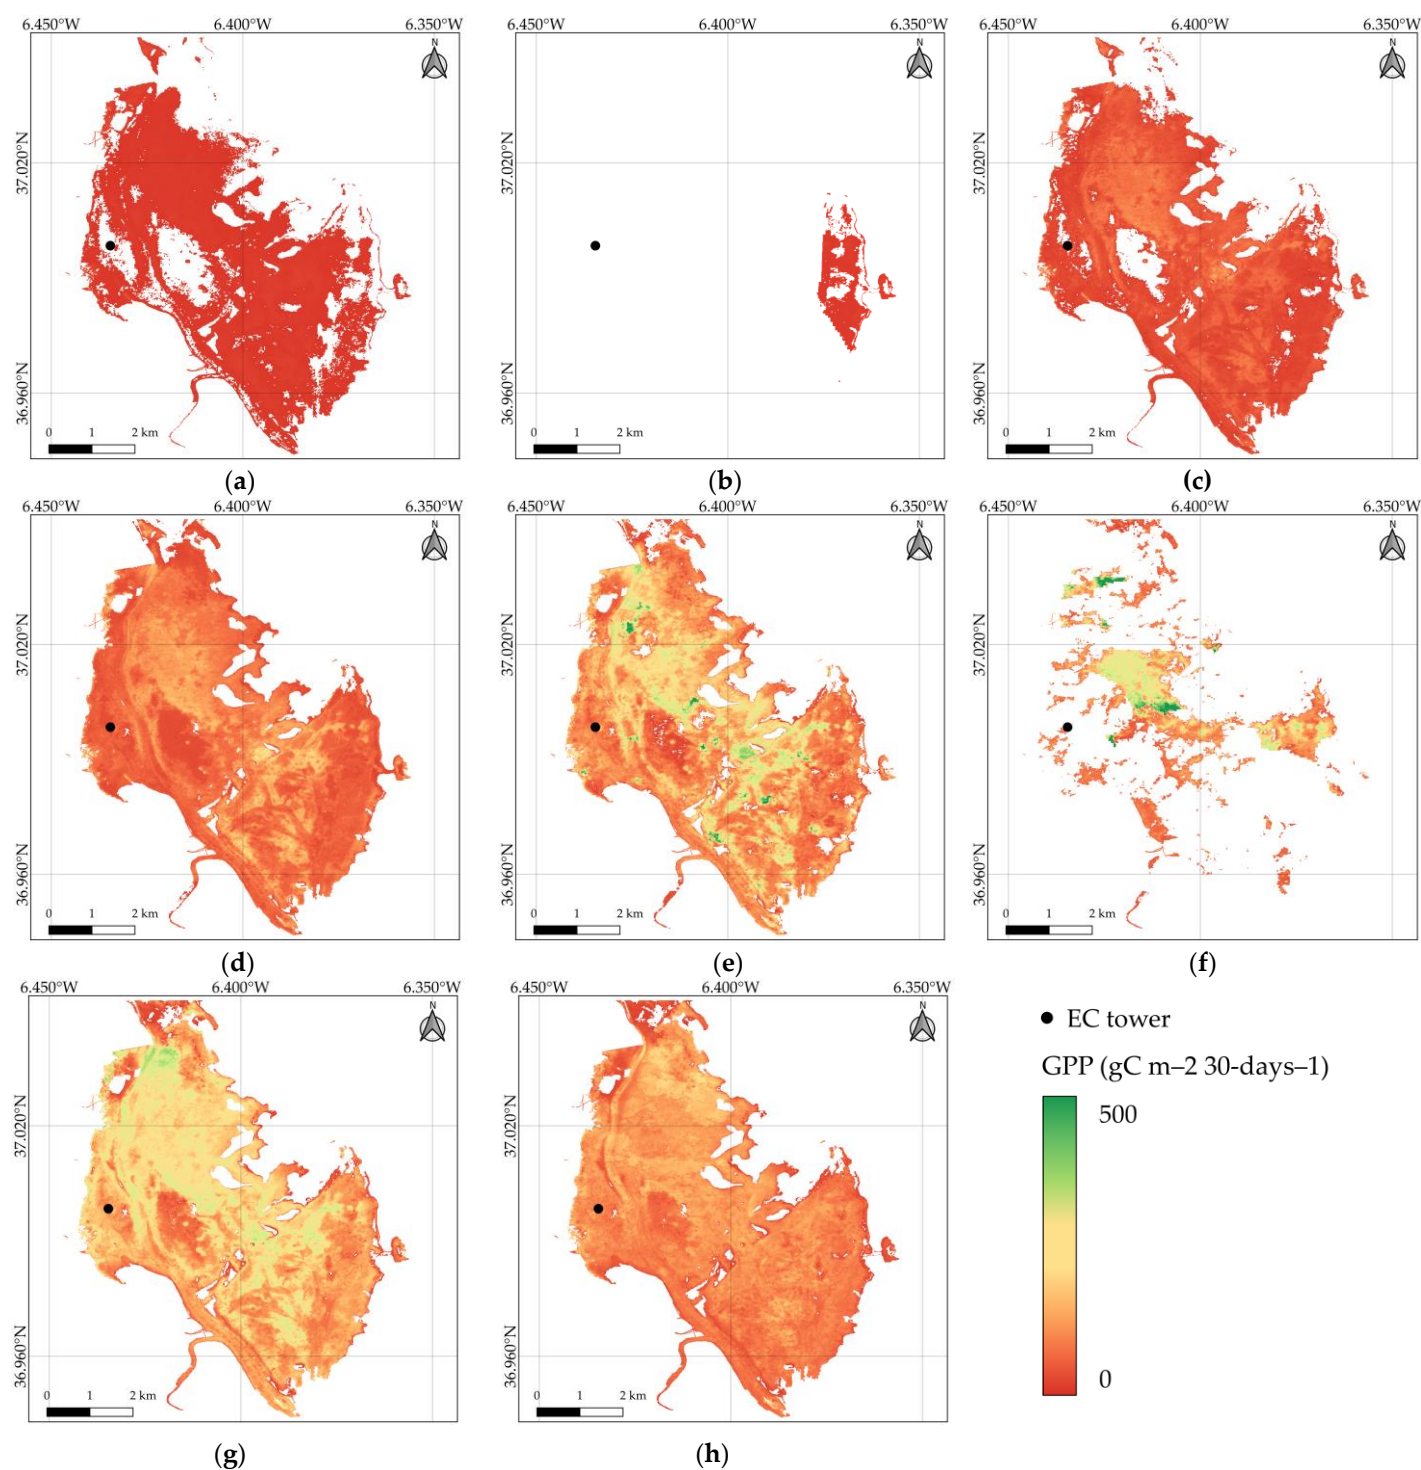 6.450°W 6.400°W 6.350°W 6.450°W 6.400°W 6.350°W 6.450°W 6.400°W 6.350°W
N N N
37.020°N 37.020°N 37.020°N
36.960°N 36.960°N 36.960°N
0 1 2 km 0 1 2 km 0 1 2 km
(a) (b) (c)
6.450°W 6.400°W 6.350°W 6.450°W 6.400°W 6.350°W 6.450°W 6.400°W 6.350°W
N N N
37.020°N 37.020°N 37.020°N
36.960°N 36.960°N 36.960°N
0 1 2 km 0 1 2 km 0 1 2 km
(d) (e) (f)
6.450°W 6.400°W 6.350°W 6.450°W 6.400°W 6.350°W
N N
37.020°N 37.020°N
36.960°N 36.960°N
0 1 2 km 0 1 2 km
(g) (h)
EC tower
GPP (gC m–2 30-days–1)
500
0